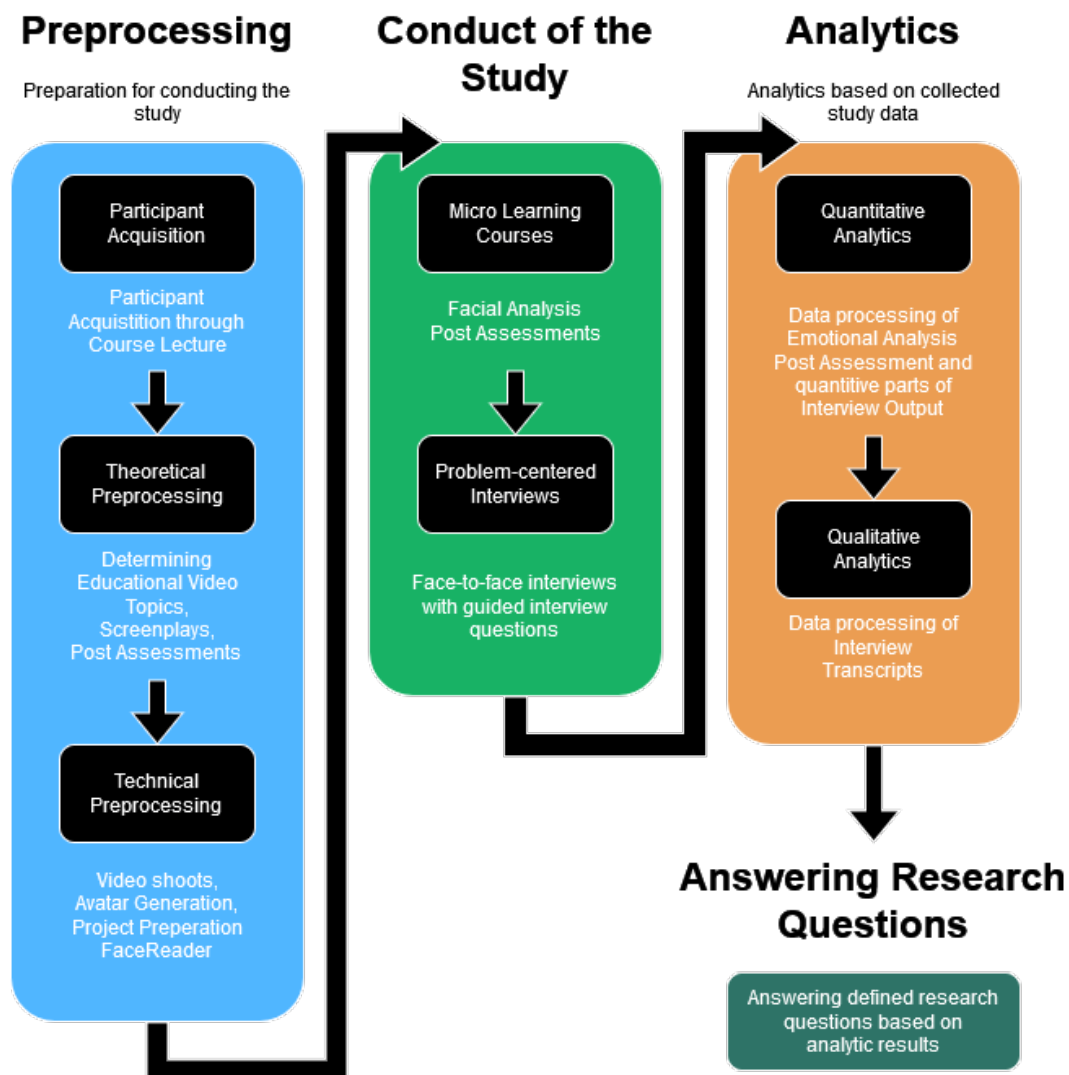 Preprocessing
Preparation for conducting the
study
Participant
Acquisition
Participant
Acquistition through
Course Lecture
Theoretical
Preprocessing
Determining
Educational Video
Topics,
Screenplays,
Post Assessments
Technical
Preprocessing
Video shoots,
Avatar Generation,
Project Preperation
FaceReader
Conduct of the
Study
Micro Learning
Courses
Facial Analysis
Post Assessments
Problem-centered
Interviews
Face-to-face interviews
with guided interview
questions
Analytics
Analytics based on collected
study data
Quantitative
Analytics
Data processing of
Emotional Analysis
Post Assessment and
quantitive parts of
Interview Output
Qualitative
Analytics
Data processing of
Interview
Transcripts
Answering Research
Questions
Answering defined research
questions based on
analytic results